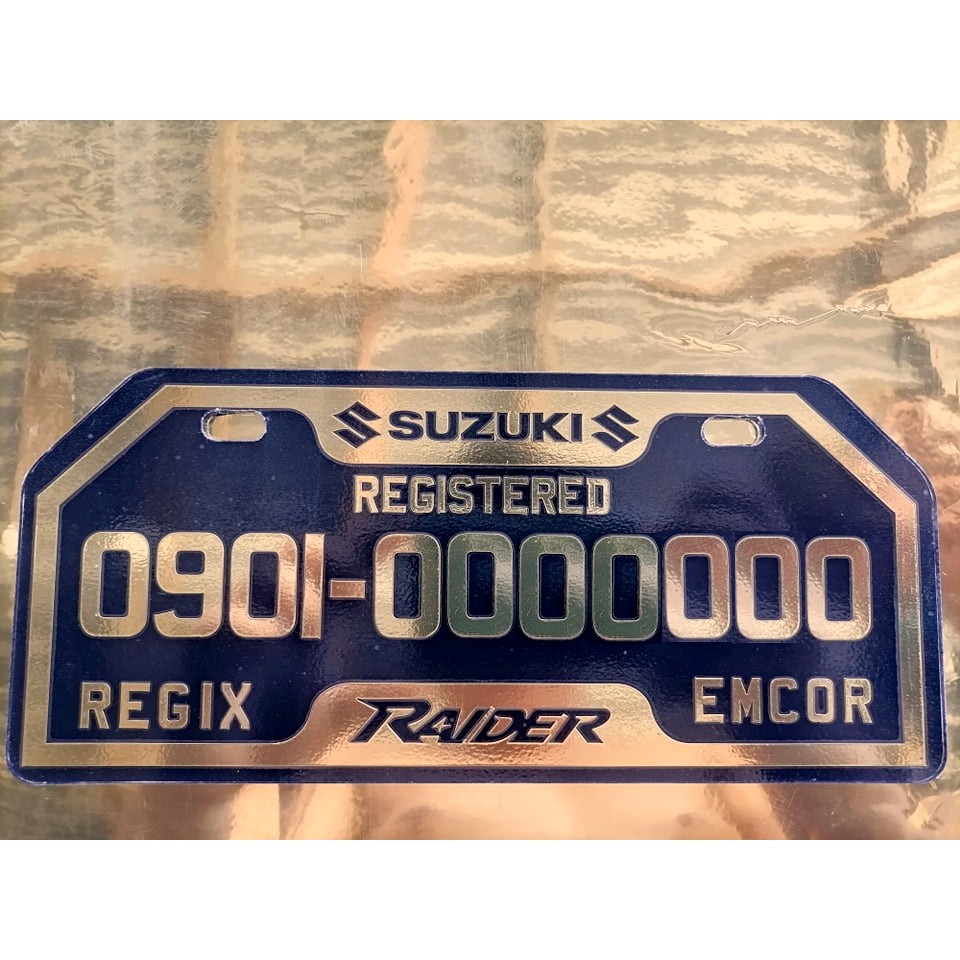 SUZUKI
REGISTERED
0901-0000000
REGIX
EMCOR
RAIDER